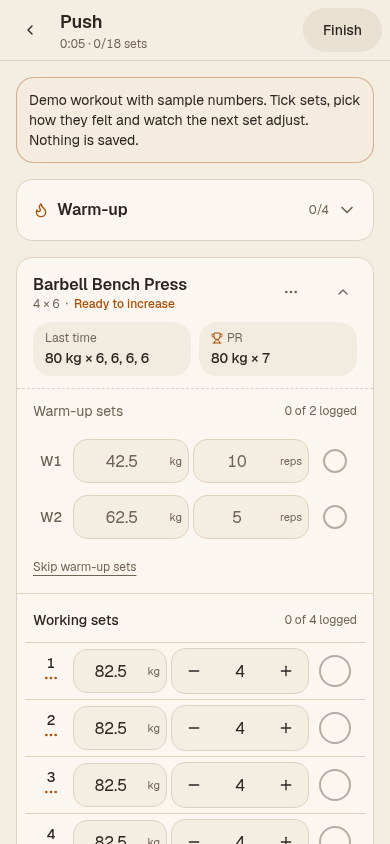 Push
0:05 · 0/18 sets
Finish
Demo workout with sample numbers. Tick sets, pick
how they felt and watch the next set adjust.
Nothing is saved.
Warm-up
0/4
Barbell Bench Press
4 × 6 · Ready to increase
Last time
80 kg × 6, 6, 6, 6
PR
80 kg × 7
Warm-up sets
0 of 2 logged
W1 42.5 kg 10 reps
W2 62.5 kg 5 reps
Skip warm-up sets
Working sets
0 of 4 logged
1 82.5 kg − 4 +
2 82.5 kg − 4 +
3 82.5 kg − 4 +
4 82.5 kg − 4 +